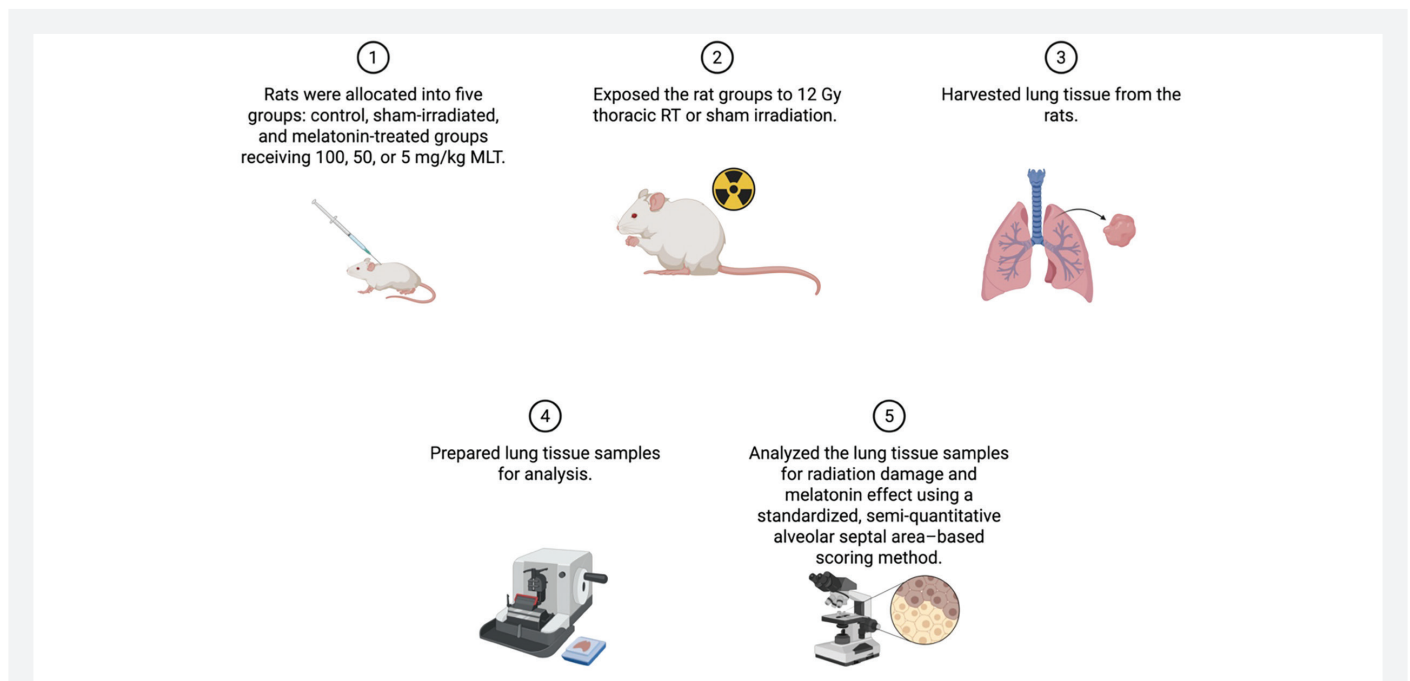 1
Rats were allocated into five
groups: control, sham-irradiated,
and melatonin-treated groups
receiving 100, 50, or 5 mg/kg MLT.
2
Exposed the rat groups to 12 Gy
thoracic RT or sham irradiation.
3
Harvested lung tissue from the
rats.
4
Prepared lung tissue samples
for analysis.
5
Analyzed the lung tissue samples
for radiation damage and
melatonin effect using a
standardized, semi-quantitative
alveolar septal area–based
scoring method.